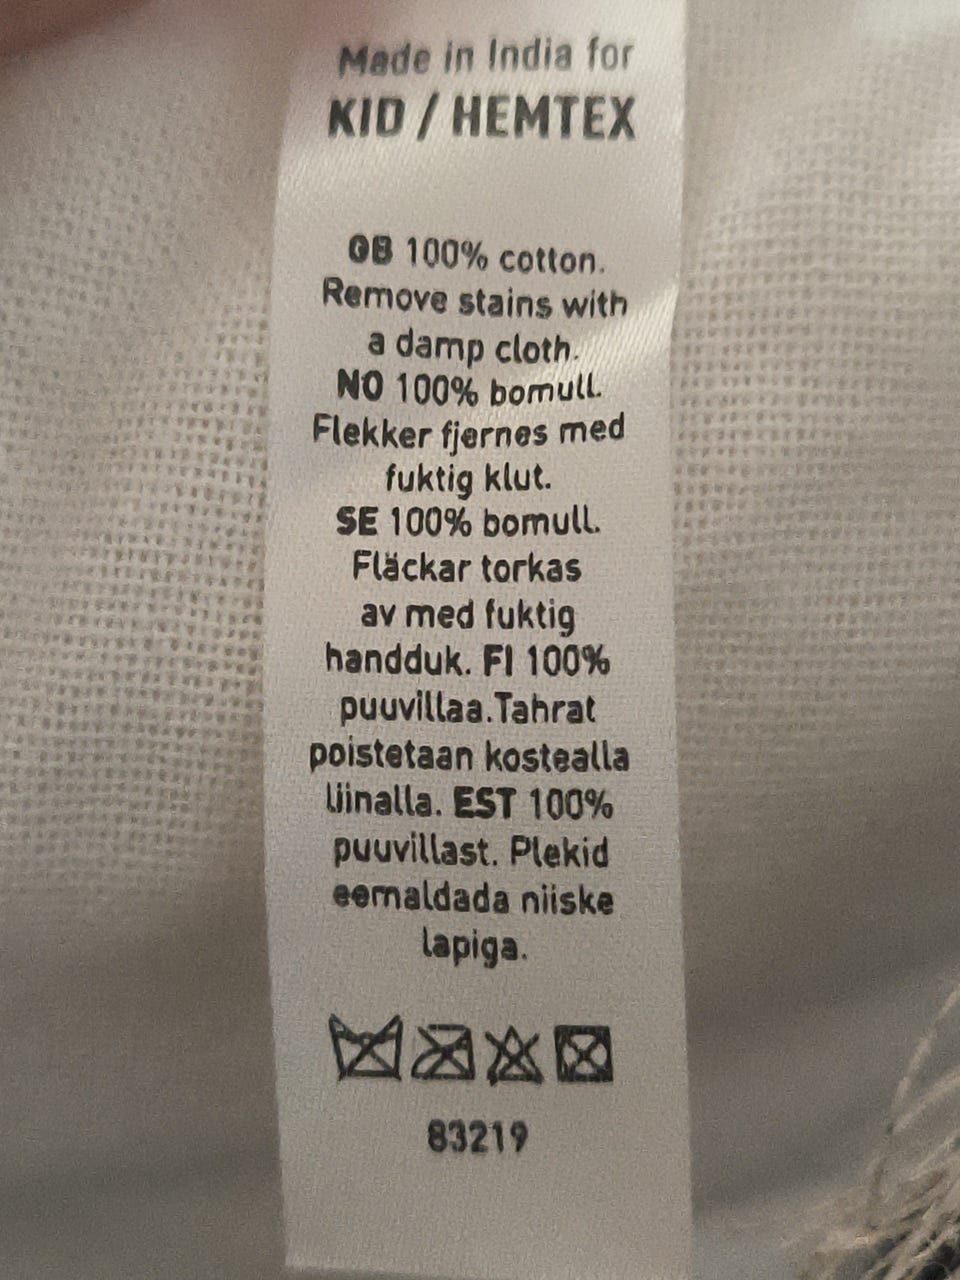 Made in India for
KID / HEMTEX
GB 100% cotton.
Remove stains with
a damp cloth.
NO 100% bomull.
Flekker fjernes med
fuktig klut.
SE 100% bomull.
Fläckar torkas
av med fuktig
handduk. FI 100%
puuvillaa.Tahrat
poistetaan kostealla
liinalla. EST 100%
puuvillast. Plekid
eemaldada niiske
lapiga.
83219